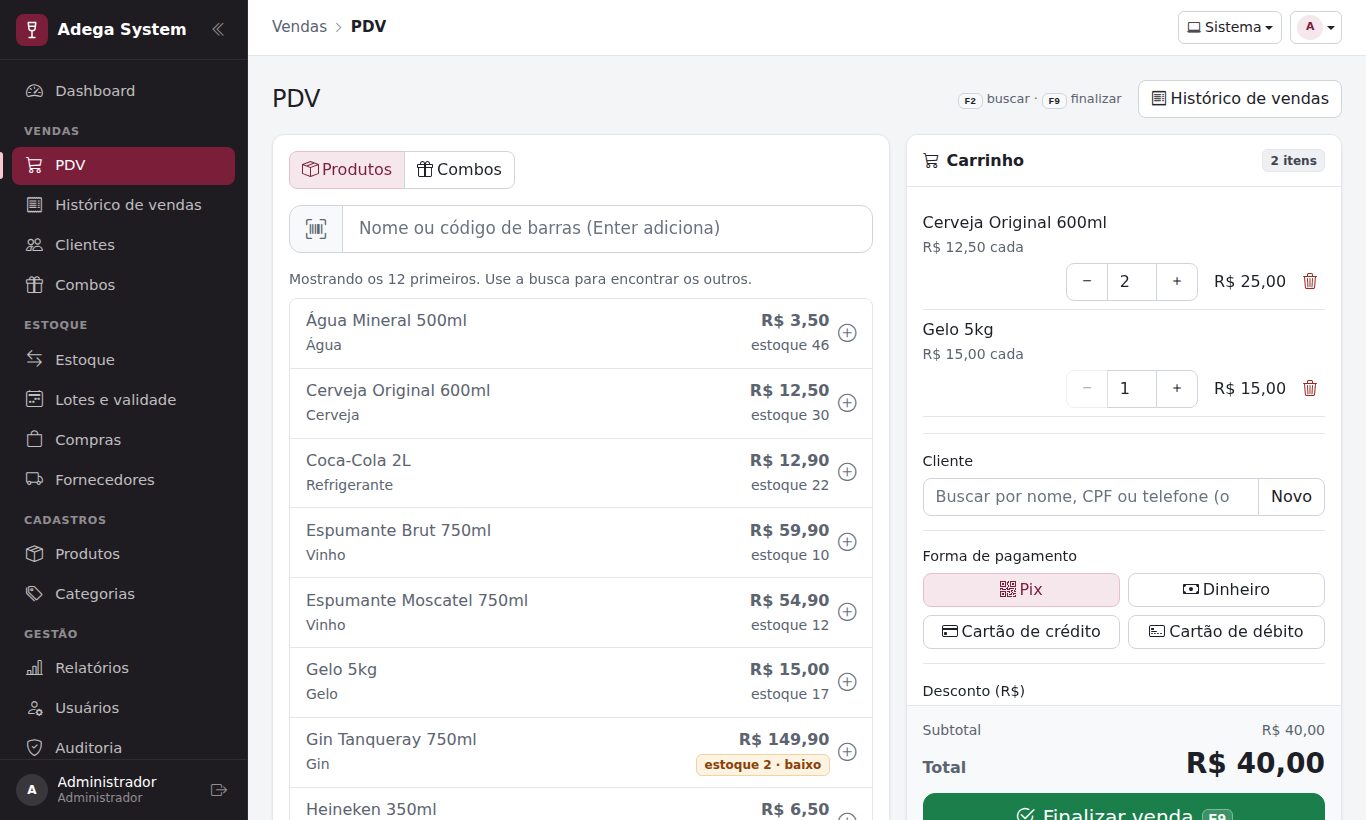 Adega System
Vendas PDV
Sistema
A
Dashboard
VENDAS
PDV
Histórico de vendas
Clientes
Combos
ESTOQUE
Estoque
Lotes e validade
Compras
Fornecedores
CADASTROS
Produtos
Categorias
GESTÃO
Relatórios
Usuários
Auditoria
A
Administrador
Administrador
PDV
F2 buscar · F9 finalizar
Histórico de vendas
Produtos
Combos
Nome ou código de barras (Enter adiciona)
Mostrando os 12 primeiros. Use a busca para encontrar os outros.
Água Mineral 500ml R$ 3,50
Água estoque 46
Cerveja Original 600ml R$ 12,50
Cerveja estoque 30
Coca-Cola 2L R$ 12,90
Refrigerante estoque 22
Espumante Brut 750ml R$ 59,90
Vinho estoque 10
Espumante Moscatel 750ml R$ 54,90
Vinho estoque 12
Gelo 5kg R$ 15,00
Gelo estoque 17
Gin Tanqueray 750ml R$ 149,90
Gin estoque 2 · baixo
Heineken 350ml R$ 6,50
Carrinho 2 itens
Cerveja Original 600ml
R$ 12,50 cada
− 2 + R$ 25,00
Gelo 5kg
R$ 15,00 cada
− 1 + R$ 15,00
Cliente
Buscar por nome, CPF ou telefone (o
Novo
Forma de pagamento
Pix
Dinheiro
Cartão de crédito
Cartão de débito
Desconto (R$)
Subtotal R$ 40,00
Total R$ 40,00
Finalizar venda F9